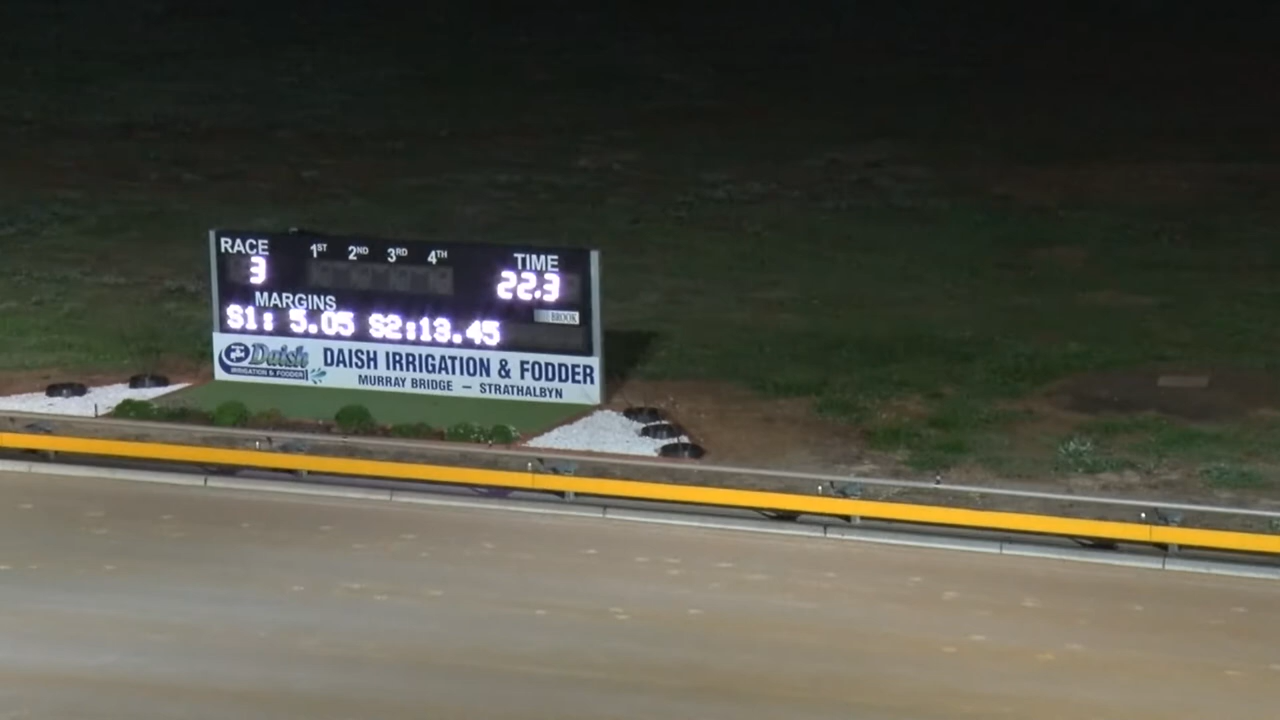 RACE 1ST 2ND 3RD 4TH TIME
3 22.3
MARGINS
BROOK
S1: 5.05 S2:13.45
Daish
IRRIGATION & FODDER
DAISH IRRIGATION & FODDER
MURRAY BRIDGE – STRATHALBYN